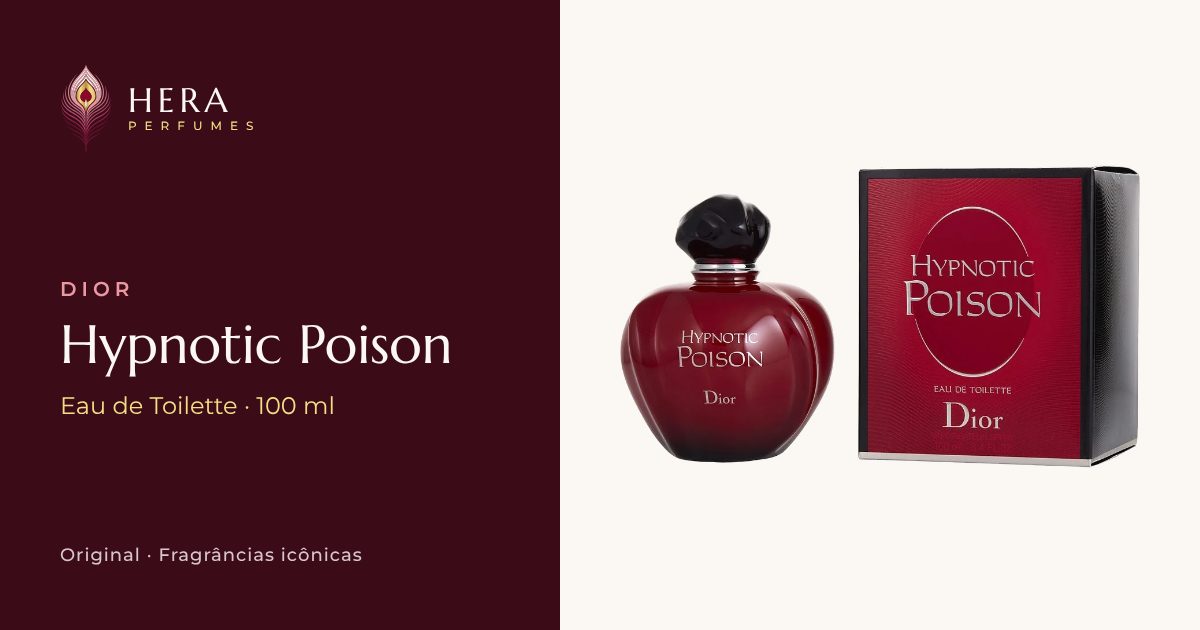 HERA
PERFUMES
DIOR
Hypnotic Poison
Eau de Toilette · 100 ml
Original · Fragrâncias icônicas
HYPNOTIC
POISON
Dior
HYPNOTIC
POISON
EAU DE TOILETTE
Dior